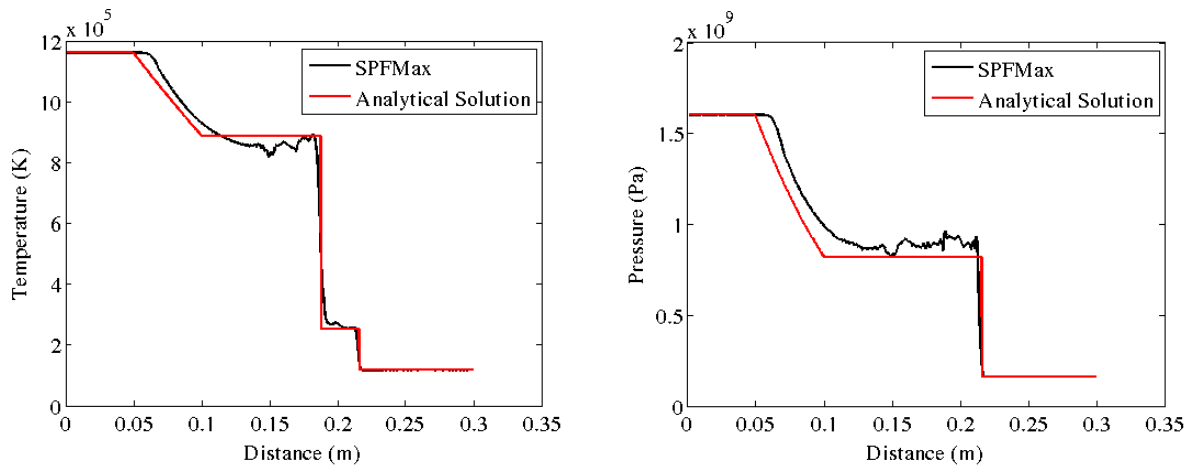 x 10^5
12
10
8
6
4
2
0
0 0.05 0.1 0.15 0.2 0.25 0.3 0.35
Temperature (K)
Distance (m)
SPFMax
Analytical Solution
x 10^9
2
1.5
1
0.5
0
0 0.05 0.1 0.15 0.2 0.25 0.3 0.35
Pressure (Pa)
Distance (m)
SPFMax
Analytical Solution